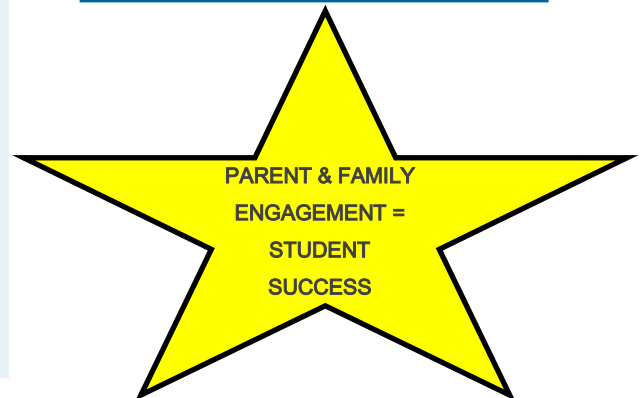 PARENT & FAMILY
ENGAGEMENT =
STUDENT
SUCCESS